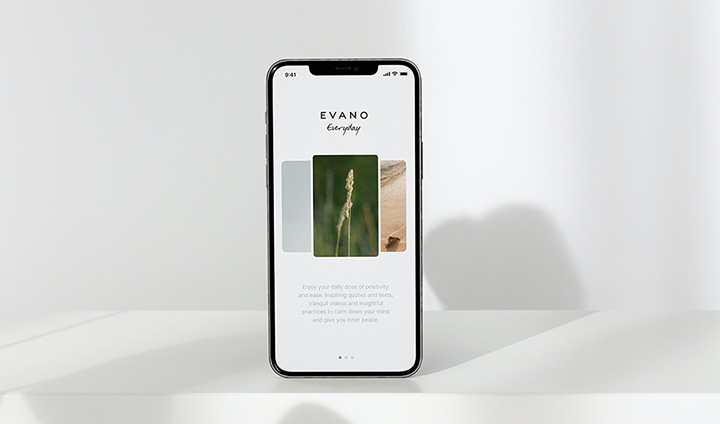 9:41
EVANO
Everyday
Enjoy your daily dose of positivity
and ease. Inspiring quotes and texts,
tranquil videos and insightful
practices to calm down your mind
and give you inner peace.